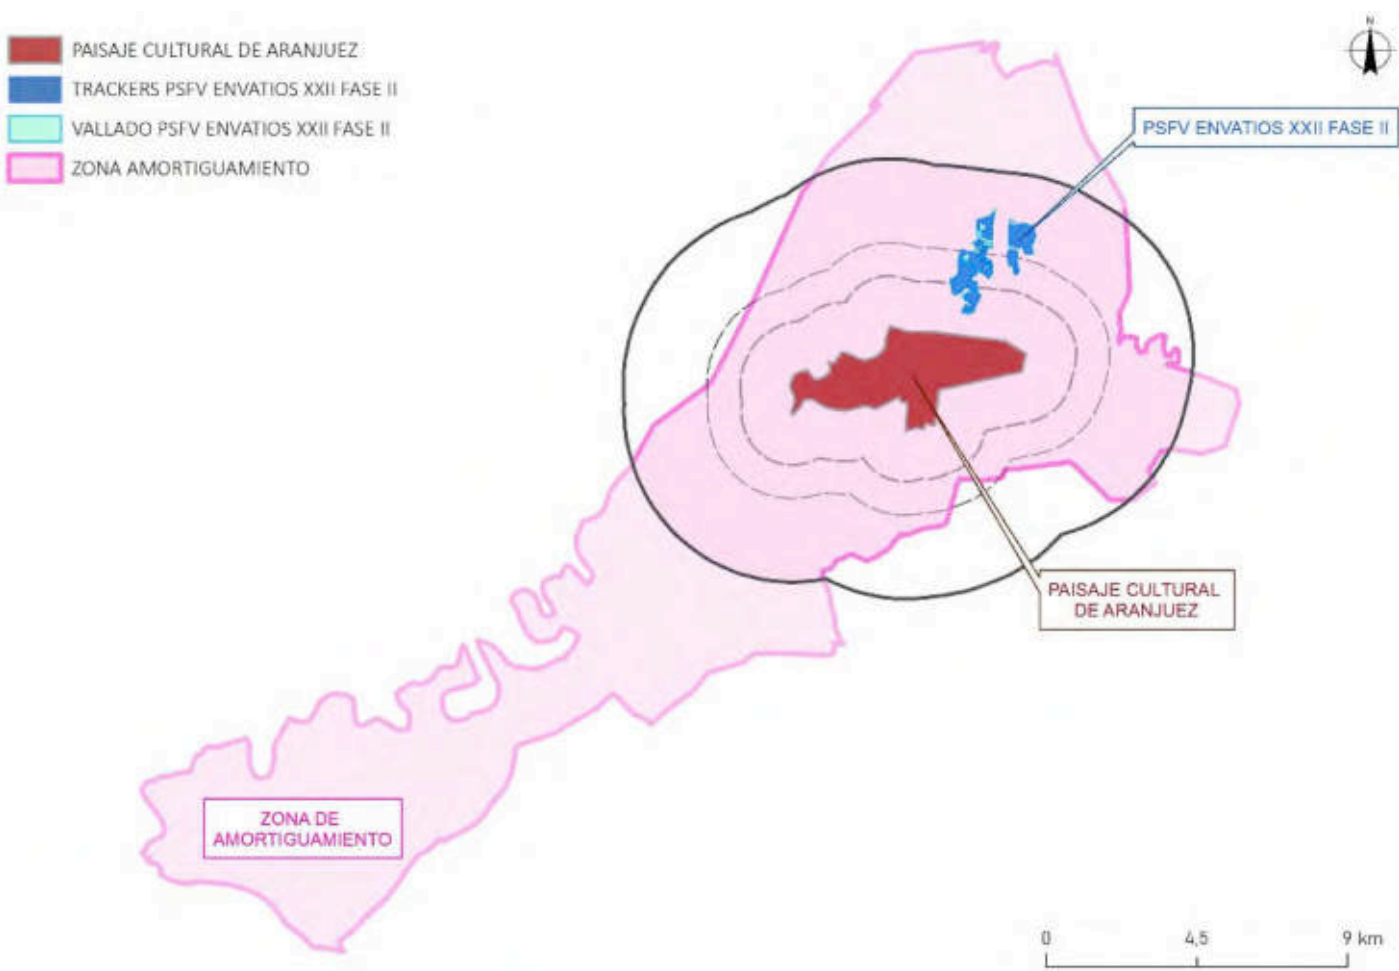 PAISAJE CULTURAL DE ARANJUEZ
TRACKERS PSFV ENVATIOS XXII FASE II
VALLADO PSFV ENVATIOS XXII FASE II
ZONA AMORTIGUAMIENTO
N
PSFV ENVATIOS XXII FASE II
PAISAJE CULTURAL
DE ARANJUEZ
ZONA DE
AMORTIGUAMIENTO
0 4,5 9 km